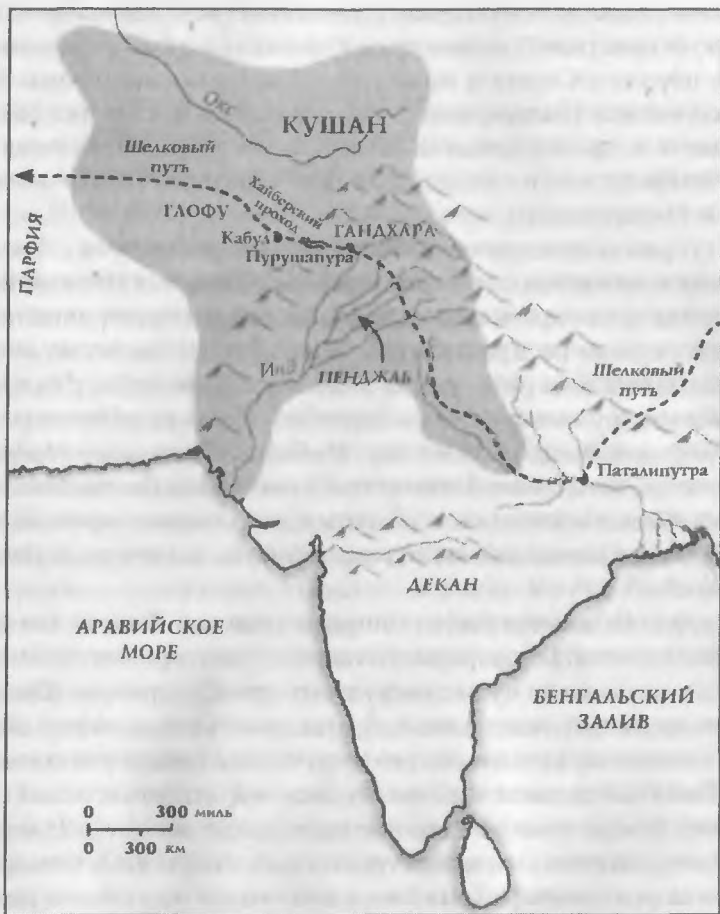 Окс
КУШАН
Шелковый
путь
Хайберский
проход
ГЛОФУ
ГАНДХАРА
Кабул
Пурушапура
ПАРФИЯ
Инд
ПЕНДЖАБ
Шелковый
путь
Паталипутра
ДЕКАН
АРАВИЙСКОЕ
МОРЕ
БЕНГАЛЬСКИЙ
ЗАЛИВ
0 300 миль
0 300 км